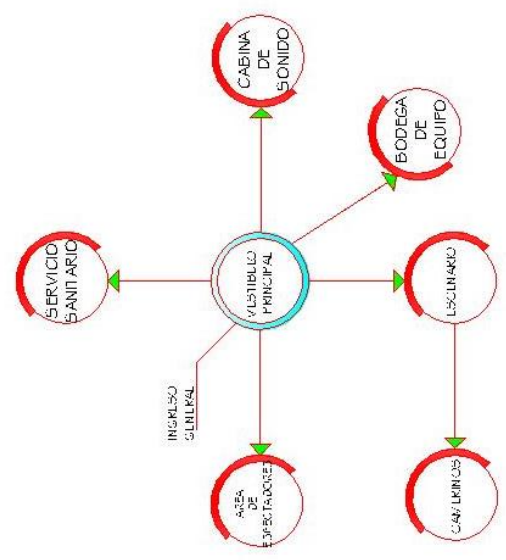 SERVICIO
SANITARIO
INGRESO
GENERAL
AREA
DE
ESPECTADORES
VESTIBULO
PRINCIPAL
CABINA
DE
SONIDO
BODEGA
DE
EQUIPO
CAMERINOS
ESCENARIO